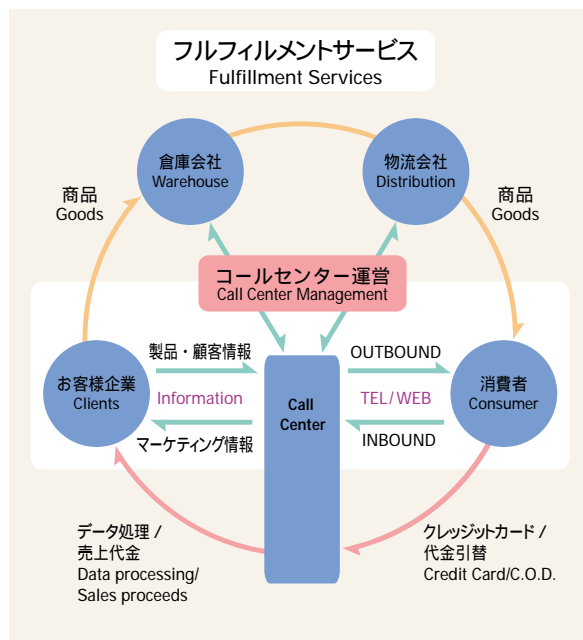 フルフィルメントサービス
Fulfillment Services
倉庫会社
Warehouse
物流会社
Distribution
商品
Goods
商品
Goods
コールセンター運営
Call Center Management
製品・顧客情報
OUTBOUND
お客様企業
Clients
Information
Call
Center
TEL/WEB
消費者
Consumer
マーケティング情報
INBOUND
データ処理 /
売上代金
Data processing/
Sales proceeds
クレッジットカード /
代金引替
Credit Card/C.O.D.